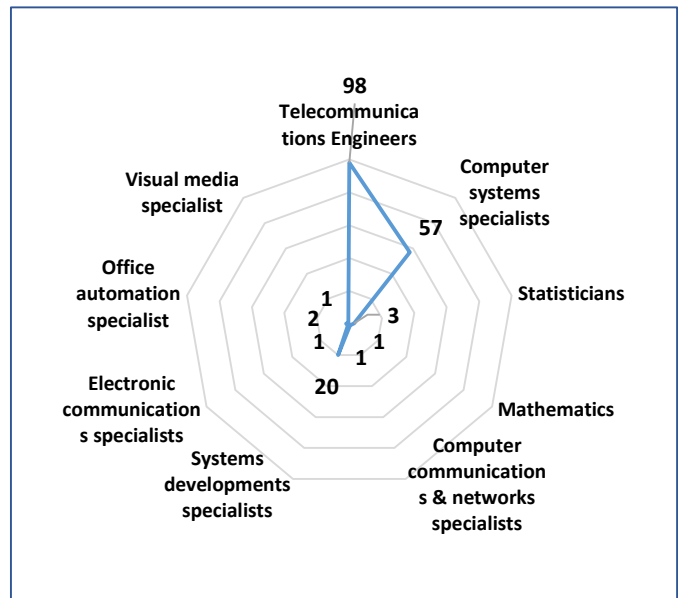 98
Telecommunica
tions Engineers
Computer
systems
specialists
57
Statisticians
3
Mathematics
1
Computer
communication
s & networks
specialists
1
Systems
developments
specialists
20
Electronic
communication
s specialists
1
Office
automation
specialist
2
Visual media
specialist
1